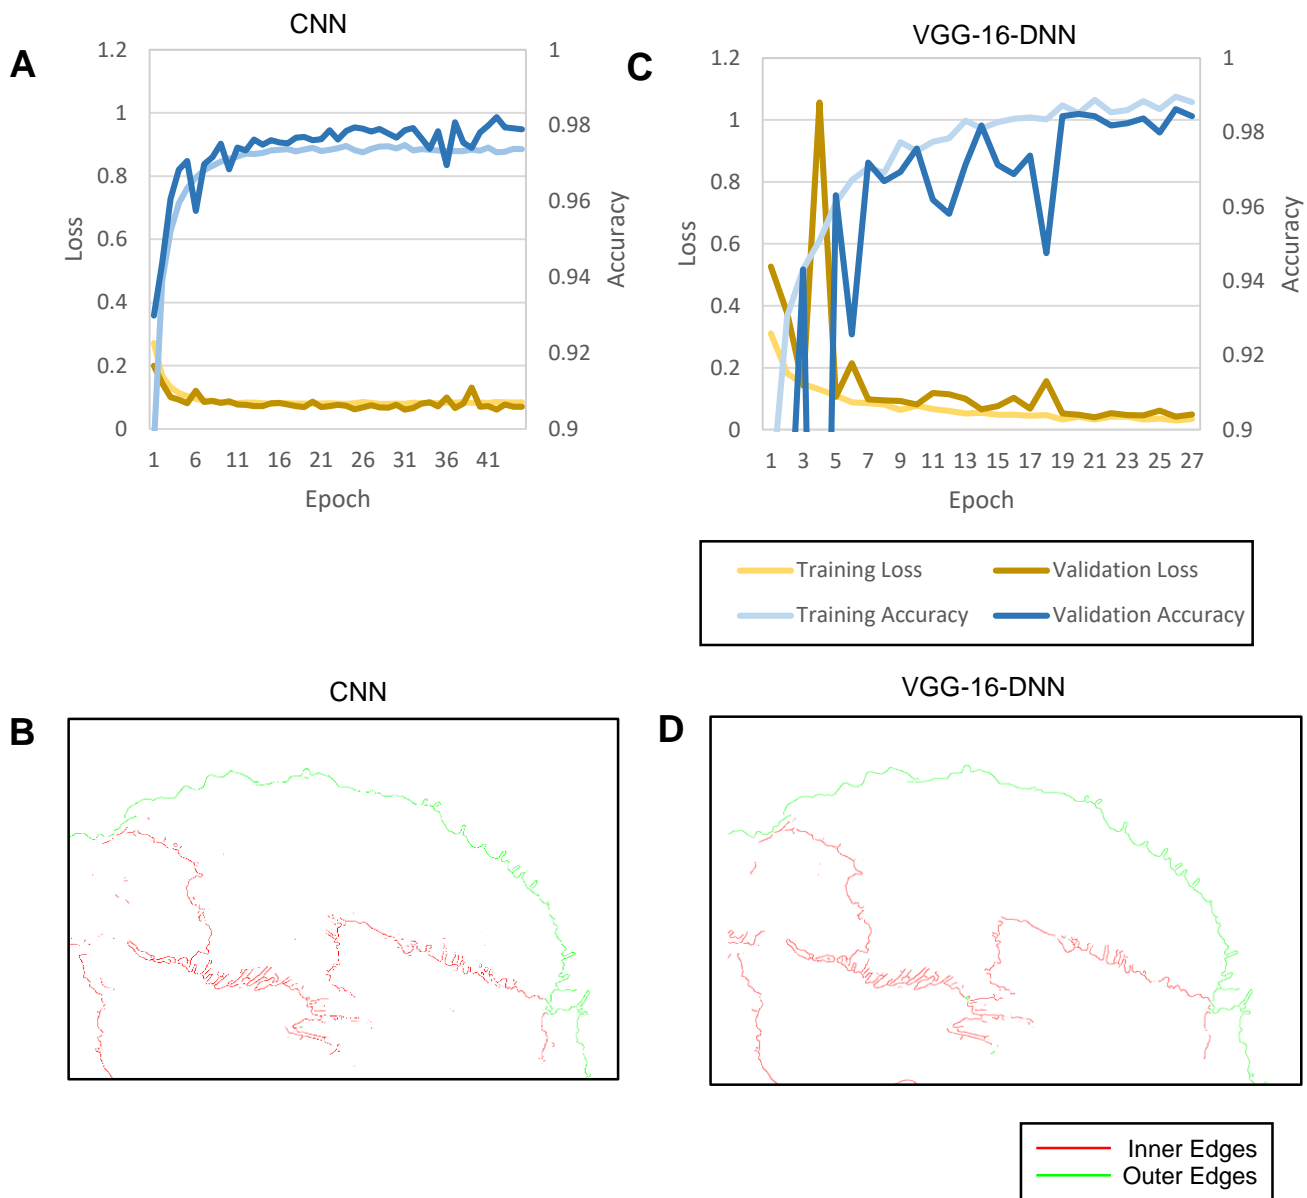 A
CNN
1.2
1
0.8
0.6
0.4
0.2
0
1
0.98
0.96
0.94
0.92
0.9
Loss
Accuracy
1 6 11 16 21 26 31 36 41
Epoch
C
VGG-16-DNN
1.2
1
0.8
0.6
0.4
0.2
0
1
0.98
0.96
0.94
0.92
0.9
Loss
Accuracy
1 3 5 7 9 11 13 15 17 19 21 23 25 27
Epoch
Training Loss Validation Loss
Training Accuracy Validation Accuracy
B
CNN
D
VGG-16-DNN
Inner Edges
Outer Edges